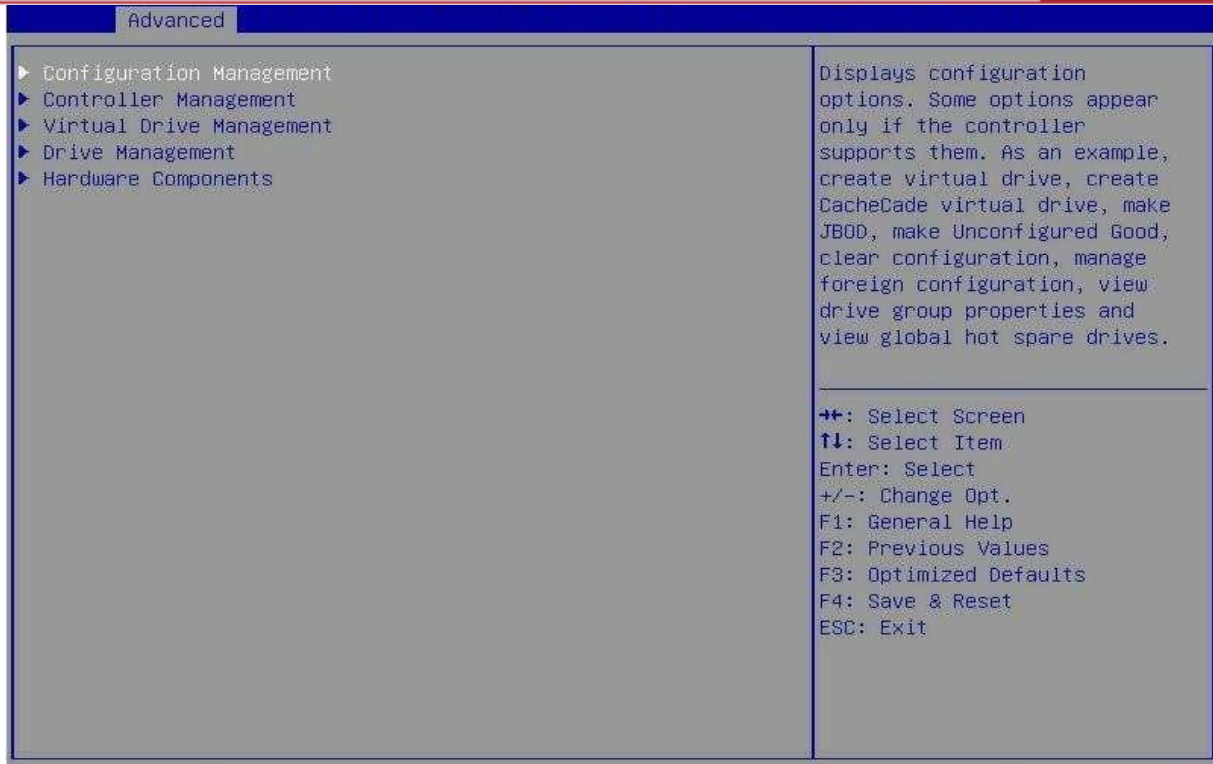 Advanced
▶ Configuration Management
▶ Controller Management
▶ Virtual Drive Management
▶ Drive Management
▶ Hardware Components
Displays configuration
options. Some options appear
only if the controller
supports them. As an example,
create virtual drive, create
CacheCade virtual drive, make
JBOD, make Unconfigured Good,
clear configuration, manage
foreign configuration, view
drive group properties and
view global hot spare drives.
→←: Select Screen
↑↓: Select Item
Enter: Select
+/-: Change Opt.
F1: General Help
F2: Previous Values
F3: Optimized Defaults
F4: Save & Reset
ESC: Exit